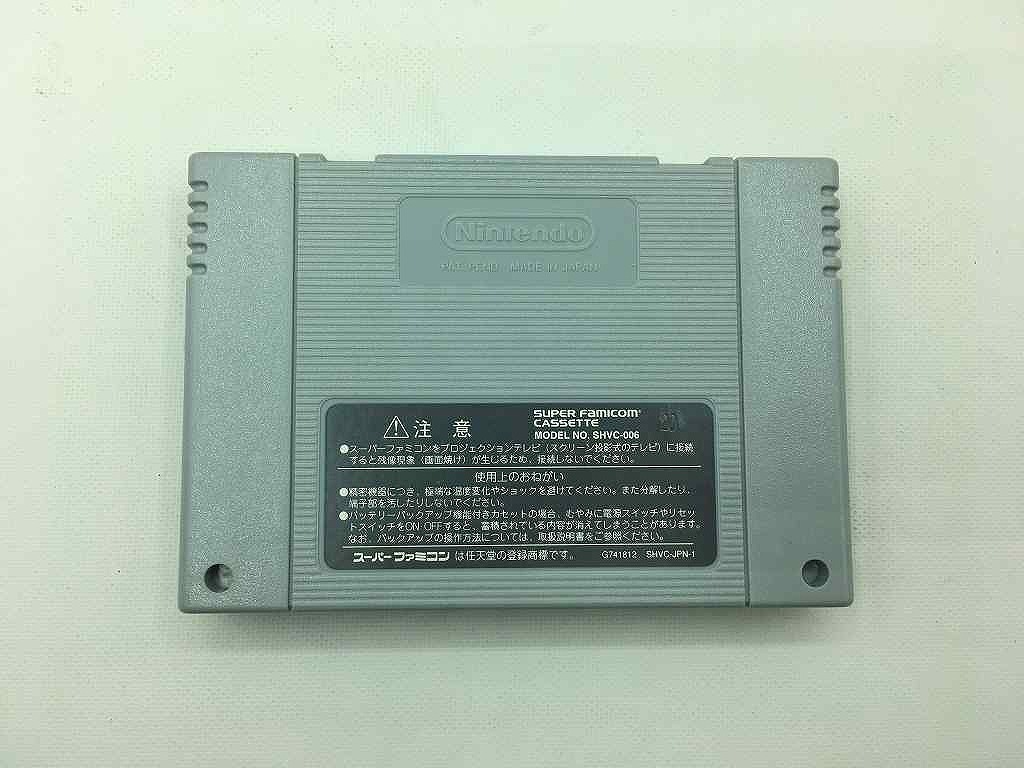 Nintendo
PAT. PEND. MADE IN JAPAN
⚠注意
SUPER FAMICOM
CASSETTE
MODEL NO. SHVC-006
●スーパーファミコンをプロジェクションテレビ（スクリーン投影式のテレビ）に接続
すると残像現象（画面焼け）が生じるため、接続しないでください。
使用上のおねがい
●精密機器につき、極端な温度変化やショックを避けてください。また分解したり、
端子部を汚したりしないでください。
●バッテリーバックアップ機能付きカセットの場合、むやみに電源スイッチやリセッ
トスイッチをON・OFFすると、蓄積されている内容が消えてしまうことがあります。
なお、バックアップの操作方法については、取扱説明書をご参照ください。
スーパーファミコンは任天堂の登録商標です。 G741812 SHVC-JPN-1